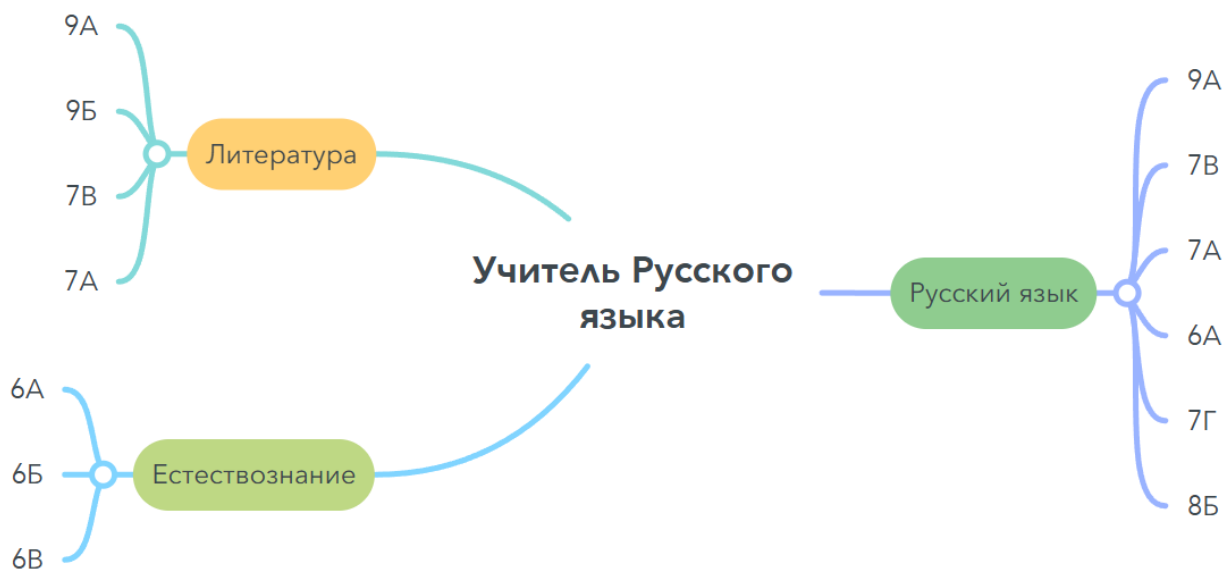 9А
9Б
Литература
7В
7А
Учитель Русского
языка
6А
6Б
Естествознание
6В
9А
7В
7А
Русский язык
6А
7Г
8Б